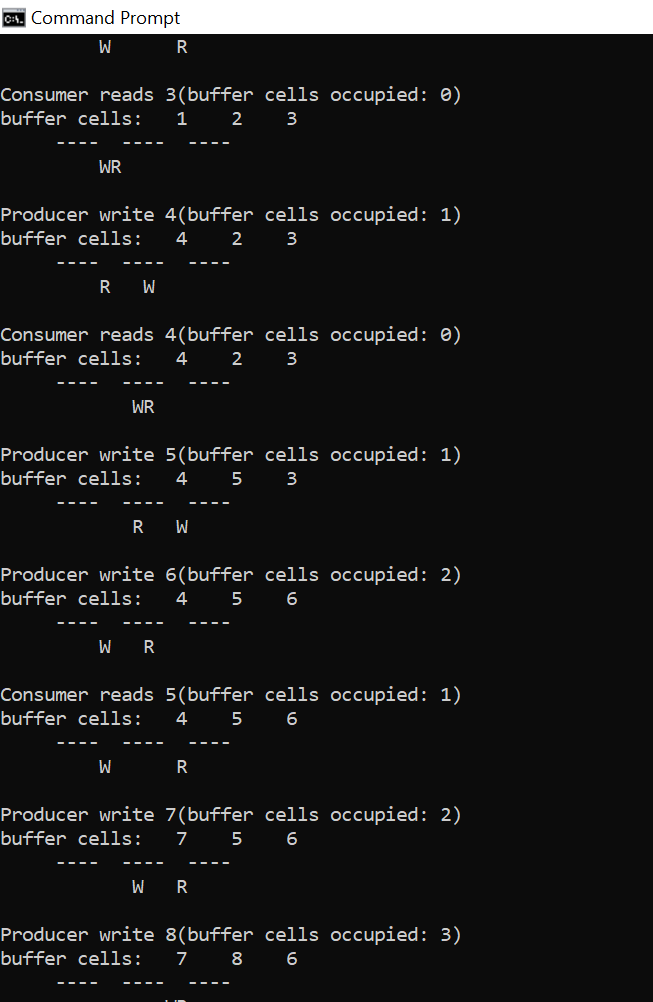 Command Prompt
         W      R
Consumer reads 3(buffer cells occupied: 0)
buffer cells:   1    2    3
     ----  ----  ----
         WR
Producer write 4(buffer cells occupied: 1)
buffer cells:   4    2    3
     ----  ----  ----
         R   W
Consumer reads 4(buffer cells occupied: 0)
buffer cells:   4    2    3
     ----  ----  ----
            WR
Producer write 5(buffer cells occupied: 1)
buffer cells:   4    5    3
     ----  ----  ----
            R   W
Producer write 6(buffer cells occupied: 2)
buffer cells:   4    5    6
     ----  ----  ----
         W   R
Consumer reads 5(buffer cells occupied: 1)
buffer cells:   4    5    6
     ----  ----  ----
         W      R
Producer write 7(buffer cells occupied: 2)
buffer cells:   7    5    6
     ----  ----  ----
            W   R
Producer write 8(buffer cells occupied: 3)
buffer cells:   7    8    6
     ----  ----  ----